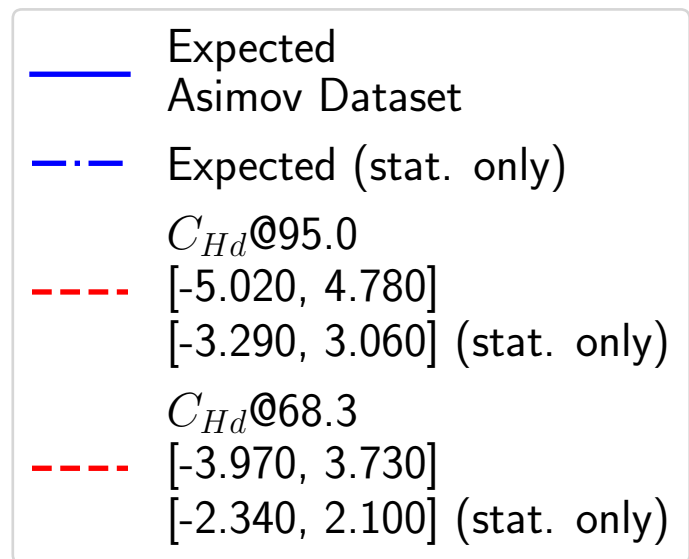 Expected
Asimov Dataset
Expected (stat. only)
$C_{Hd}$@95.0
[-5.020, 4.780]
[-3.290, 3.060] (stat. only)
$C_{Hd}$@68.3
[-3.970, 3.730]
[-2.340, 2.100] (stat. only)